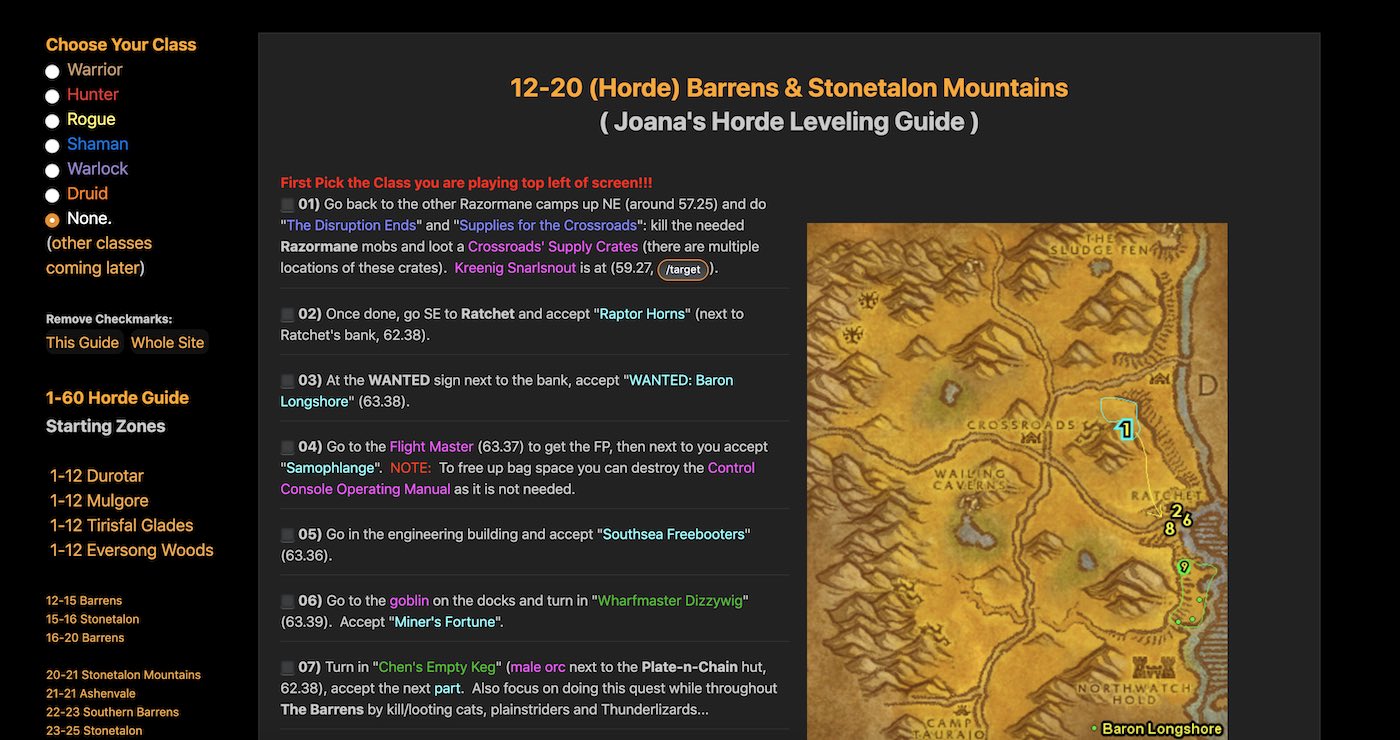 Choose Your Class
Warrior
Hunter
Rogue
Shaman
Warlock
Druid
None.
(other classes
coming later)
Remove Checkmarks:
This Guide Whole Site
1-60 Horde Guide
Starting Zones
1-12 Durotar
1-12 Mulgore
1-12 Tirisfal Glades
1-12 Eversong Woods
12-15 Barrens
15-16 Stonetalon
16-20 Barrens
20-21 Stonetalon Mountains
21-21 Ashenvale
22-23 Southern Barrens
23-25 Stonetalon
12-20 (Horde) Barrens & Stonetalon Mountains
( Joana's Horde Leveling Guide )
First Pick the Class you are playing top left of screen!!!
01) Go back to the other Razormane camps up NE (around 57.25) and do
"The Disruption Ends" and "Supplies for the Crossroads": kill the needed
Razormane mobs and loot a Crossroads' Supply Crates (there are multiple
locations of these crates). Kreenig Snarlsnout is at (59.27, /target ).
02) Once done, go SE to Ratchet and accept "Raptor Horns" (next to
Ratchet's bank, 62.38).
03) At the WANTED sign next to the bank, accept "WANTED: Baron
Longshore" (63.38).
04) Go to the Flight Master (63.37) to get the FP, then next to you accept
"Samophlange". NOTE: To free up bag space you can destroy the Control
Console Operating Manual as it is not needed.
05) Go in the engineering building and accept "Southsea Freebooters"
(63.36).
06) Go to the goblin on the docks and turn in "Wharfmaster Dizzywig"
(63.39). Accept "Miner's Fortune".
07) Turn in "Chen's Empty Keg" (male orc next to the Plate-n-Chain hut,
62.38), accept the next part. Also focus on doing this quest while throughout
The Barrens by kill/looting cats, plainstriders and Thunderlizards...
THE
SLUDGE FEN
D
1
CROSSROADS
WAILING
CAVERNS
RATCHET
2
6
8
9
NORTHWATCH
HOLD
CAMP
TAURAJO
Baron Longshore